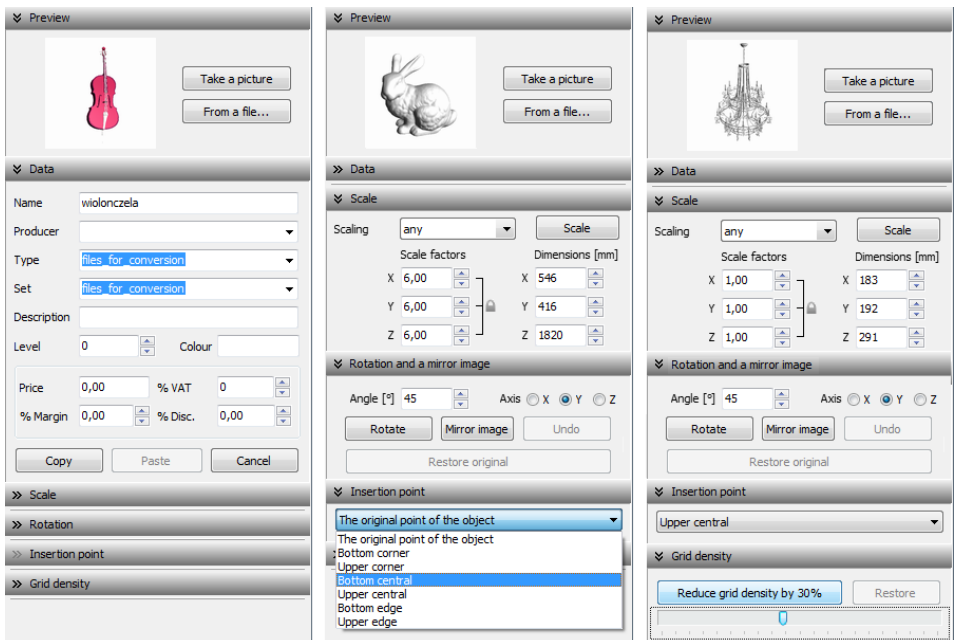 Preview
Take a picture
From a file...
Data
Name wiolonczela
Producer
Type files_for_conversion
Set files_for_conversion
Description
Level 0 Colour
Price 0,00 % VAT 0
% Margin 0,00 % Disc. 0,00
Copy Paste Cancel
Scale
Rotation
Insertion point
Grid density
Preview
Take a picture
From a file...
Data
Scale
Scaling any Scale
Scale factors Dimensions [mm]
X 6,00 X 546
Y 6,00 Y 416
Z 6,00 Z 1820
Rotation and a mirror image
Angle [º] 45 Axis X Y Z
Rotate Mirror image Undo
Restore original
Insertion point
The original point of the object
The original point of the object
Bottom corner
Upper corner
Bottom central
Upper central
Bottom edge
Upper edge
Preview
Take a picture
From a file...
Data
Scale
Scaling any Scale
Scale factors Dimensions [mm]
X 1,00 X 183
Y 1,00 Y 192
Z 1,00 Z 291
Rotation and a mirror image
Angle [º] 45 Axis X Y Z
Rotate Mirror image Undo
Restore original
Insertion point
Upper central
Grid density
Reduce grid density by 30% Restore